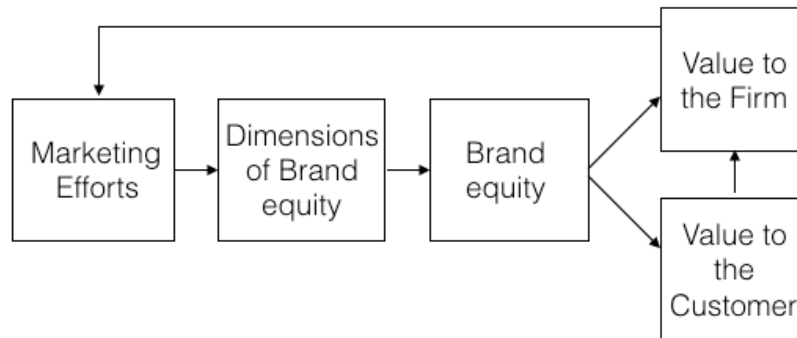 Marketing
Efforts
Dimensions
of Brand
equity
Brand
equity
Value to
the Firm
Value to
the
Customer